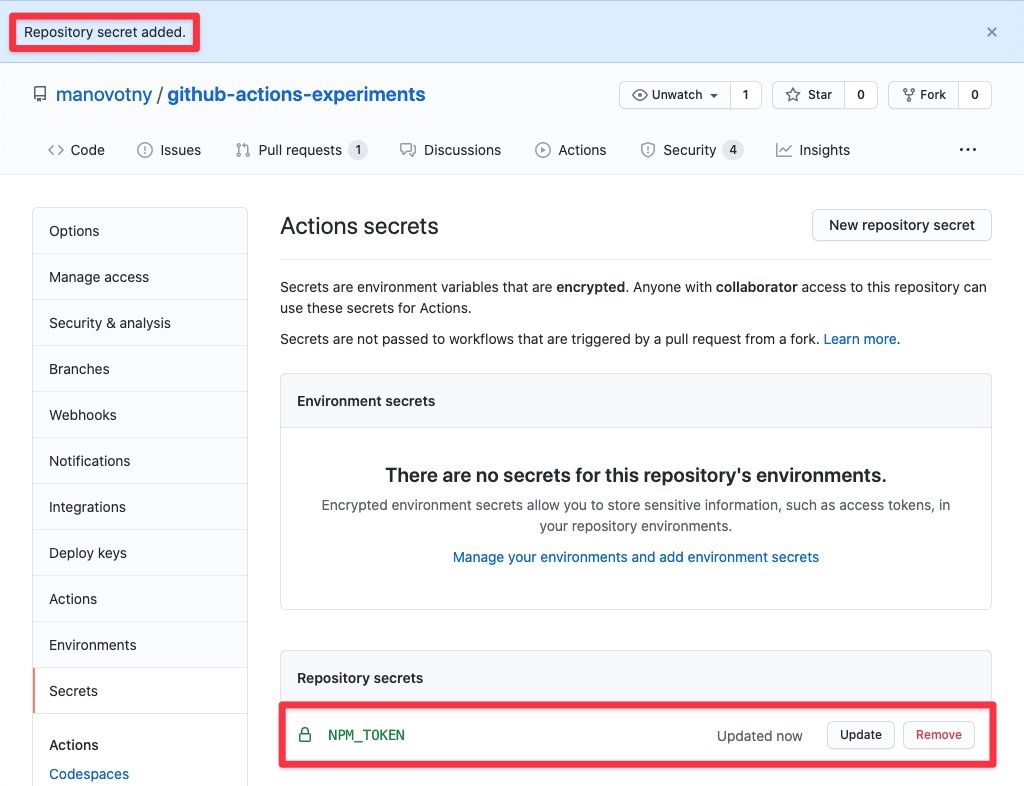 Repository secret added.
manovotny / github-actions-experiments
Unwatch 1 Star 0 Fork 0
Code Issues Pull requests 1 Discussions Actions Security 4 Insights
Options
Manage access
Security & analysis
Branches
Webhooks
Notifications
Integrations
Deploy keys
Actions
Environments
Secrets
Actions
Codespaces
Actions secrets
New repository secret
Secrets are environment variables that are encrypted. Anyone with collaborator access to this repository can
use these secrets for Actions.
Secrets are not passed to workflows that are triggered by a pull request from a fork. Learn more.
Environment secrets
There are no secrets for this repository's environments.
Encrypted environment secrets allow you to store sensitive information, such as access tokens, in
your repository environments.
Manage your environments and add environment secrets
Repository secrets
NPM_TOKEN Updated now Update Remove